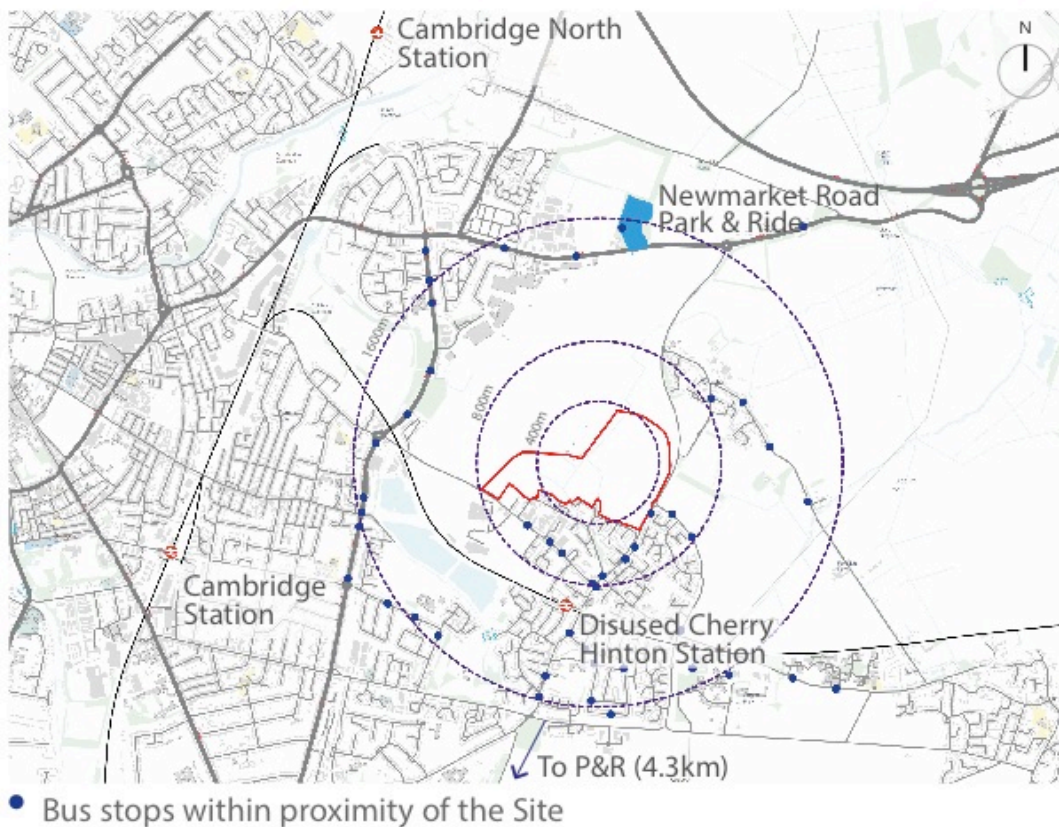 Cambridge North
Station
N
Newmarket Road
Park & Ride
1600m
800m
400m
Cambridge
Station
Disused Cherry
Hinton Station
To P&R (4.3km)
Bus stops within proximity of the Site